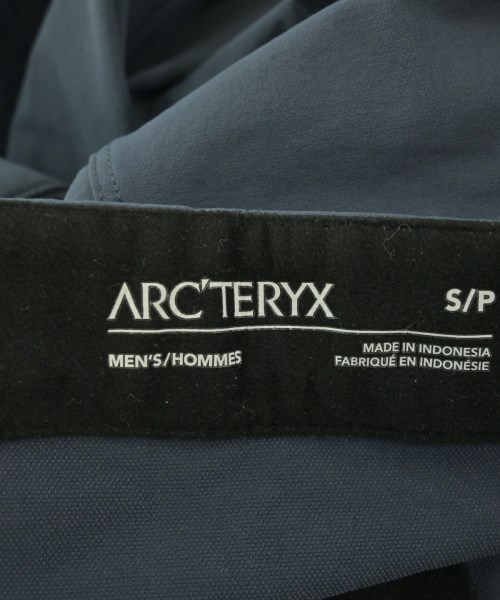 ARC'TERYX
S/P
MEN'S/HOMMES
MADE IN INDONESIA
FABRIQUÉ EN INDONÉSIE